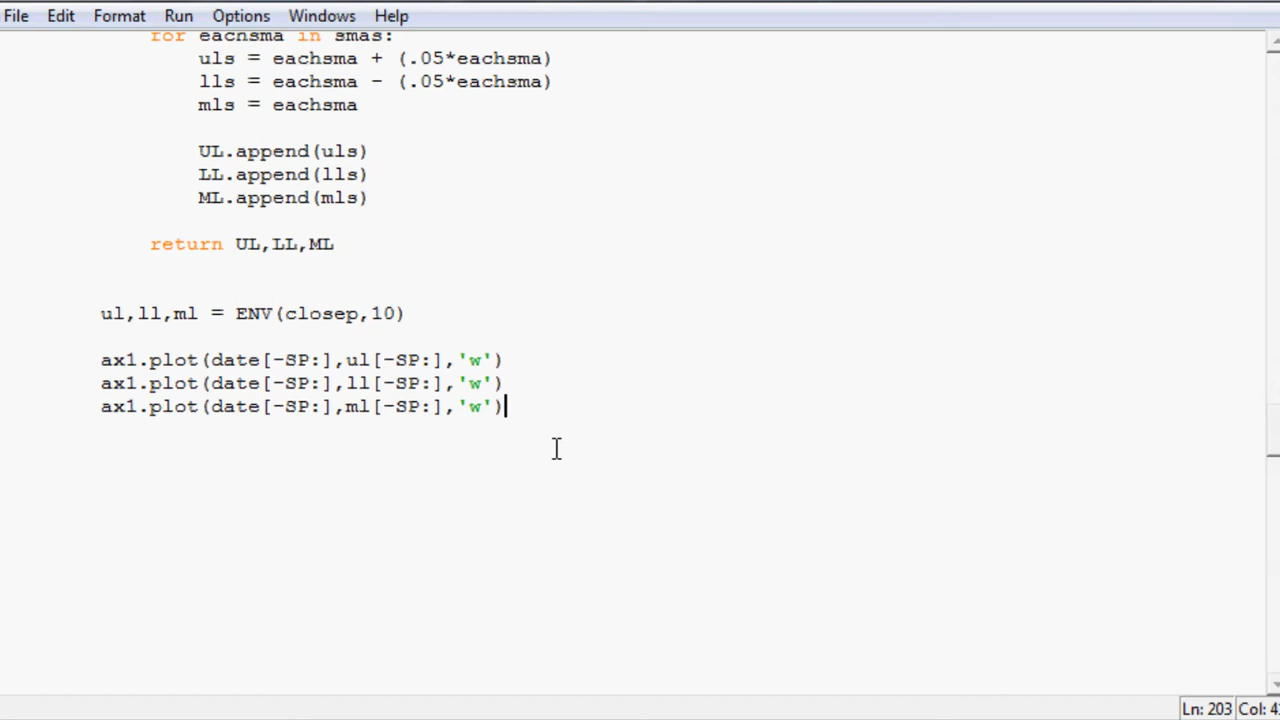 File Edit Format Run Options Windows Help
for eachsma in smas:
uls = eachsma + (.05*eachsma)
lls = eachsma - (.05*eachsma)
mls = eachsma
UL.append(uls)
LL.append(lls)
ML.append(mls)
return UL,LL,ML
ul,ll,ml = ENV(closep,10)
ax1.plot(date[-SP:],ul[-SP:],'w')
ax1.plot(date[-SP:],ll[-SP:],'w')
ax1.plot(date[-SP:],ml[-SP:],'w')
Ln: 203 Col: